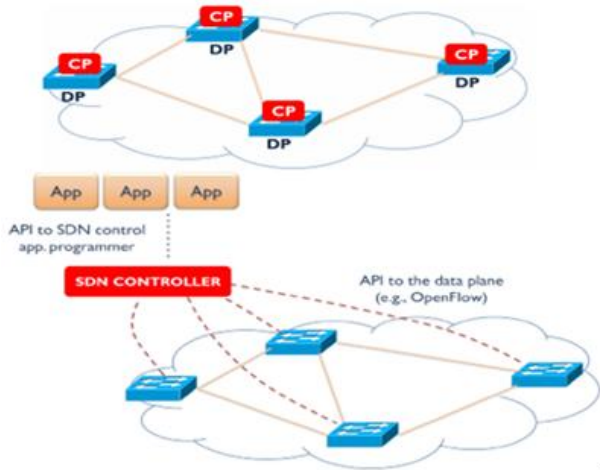 CP
DP
CP
DP
CP
DP
CP
DP
App App App
API to SDN control
app. programmer
SDN CONTROLLER
API to the data plane
(e.g., OpenFlow)